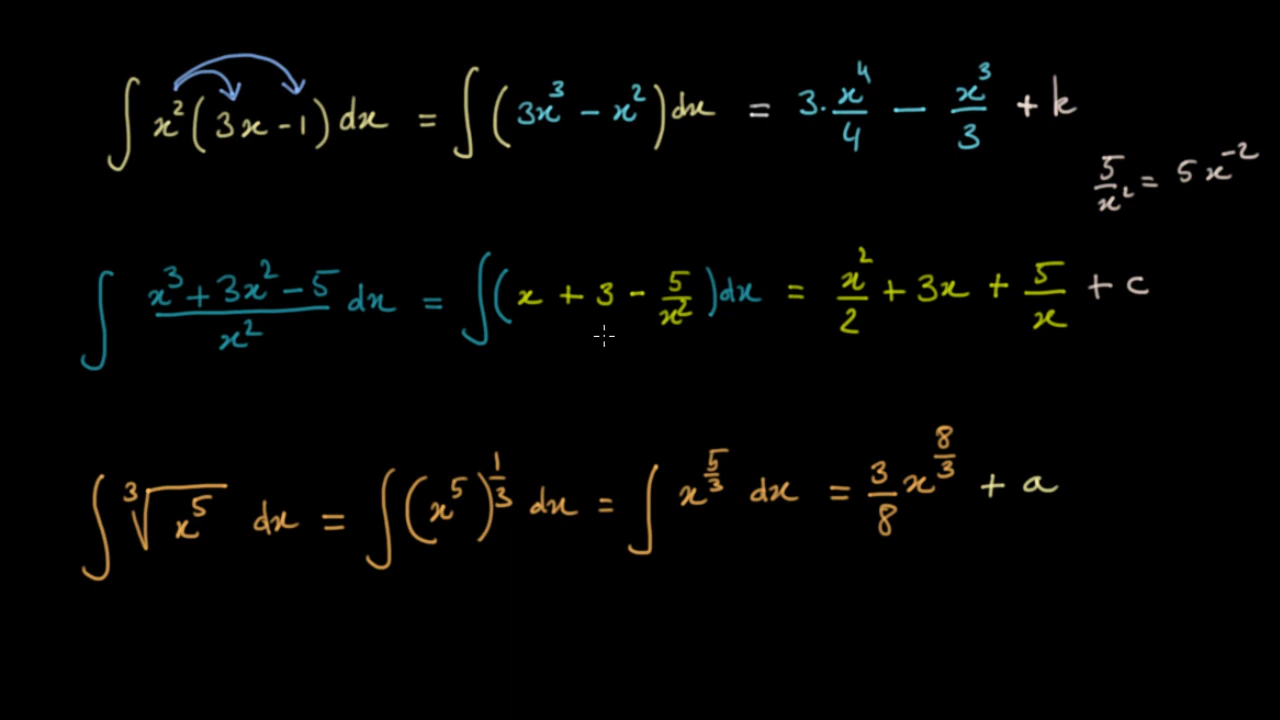 ∫ x²(3x - 1) dx = ∫ (3x³ - x²) dx = 3·x⁴/4 - x³/3 + k
5/x² = 5x⁻²
∫ (x³ + 3x² - 5)/x² dx = ∫ (x + 3 - 5/x²) dx = x²/2 + 3x + 5/x + c
∫ ∛(x⁵) dx = ∫ (x⁵)^(1/3) dx = ∫ x^(5/3) dx = 3/8 x^(8/3) + a